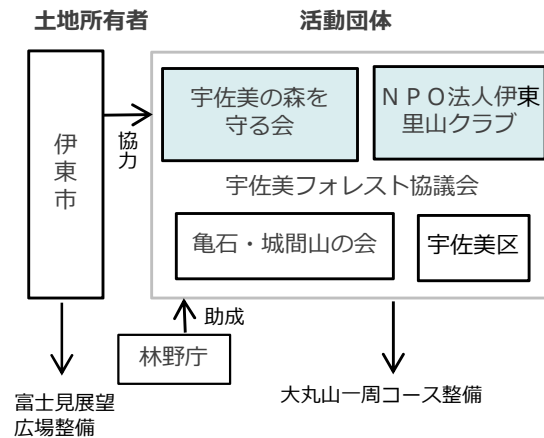 土地所有者
活動団体
伊東市
協力
宇佐美の森を
守る会
ＮＰＯ法人伊東
里山クラブ
宇佐美フォレスト協議会
亀石・城間山の会
宇佐美区
助成
林野庁
富士見展望
広場整備
大丸山一周コース整備